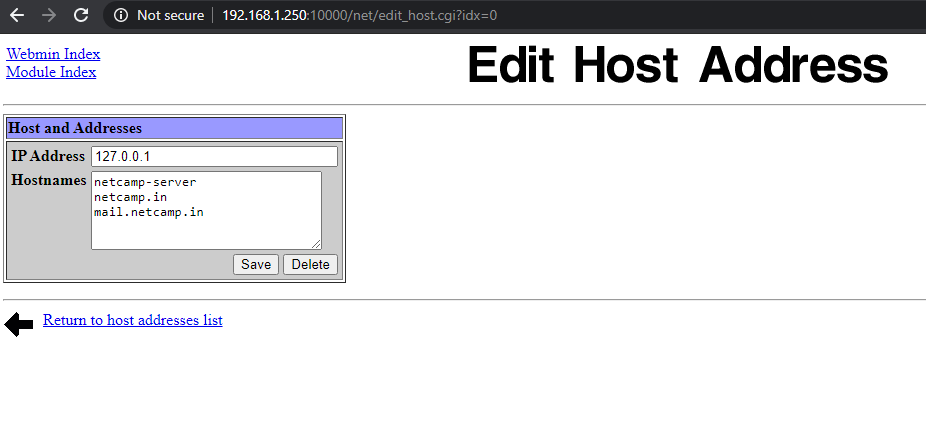 Not secure | 192.168.1.250:10000/net/edit_host.cgi?idx=0
Webmin Index
Module Index
Edit Host Address
Host and Addresses
IP Address 127.0.0.1
Hostnames netcamp-server
netcamp.in
mail.netcamp.in
Save Delete
Return to host addresses list